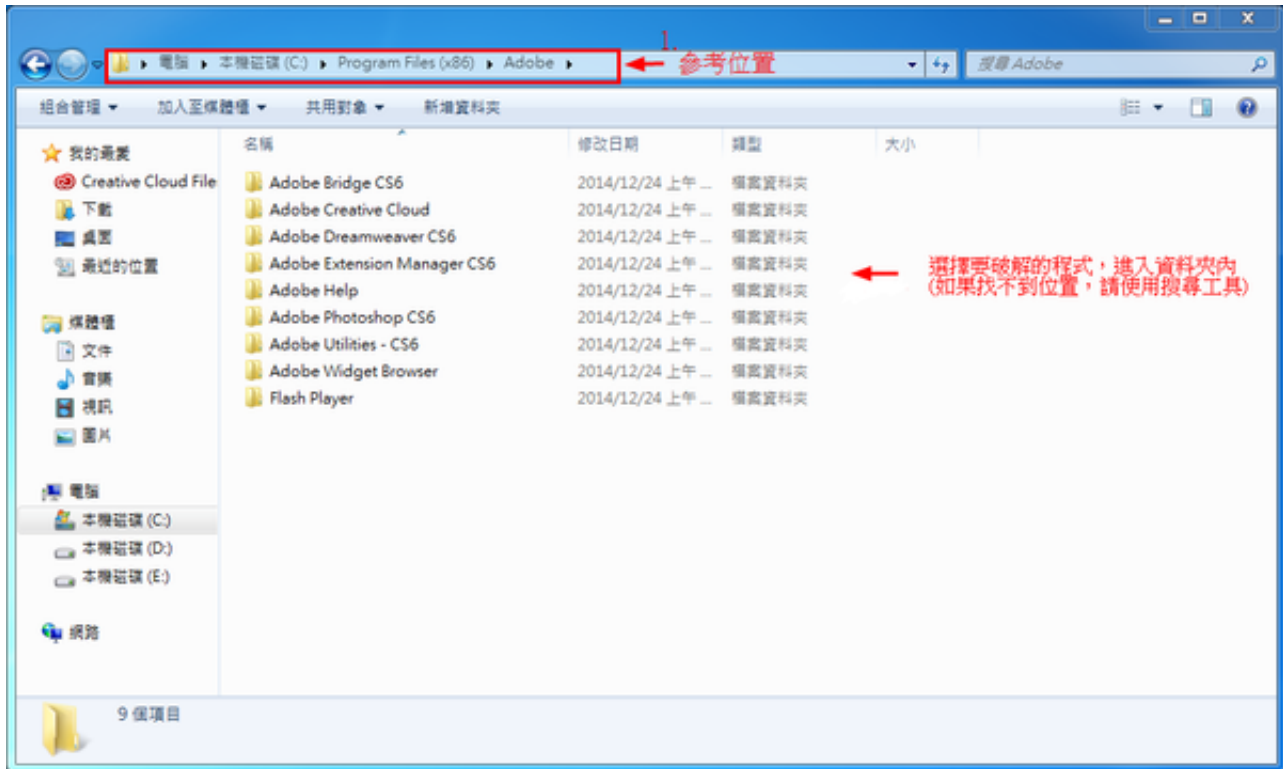 1.
電腦 本機磁碟 (C:) Program Files (x86) Adobe
參考位置
搜尋 Adobe
組合管理 加入至媒體櫃 共用對象 新增資料夾
名稱 修改日期 類型 大小
我的最愛
Creative Cloud File
下載
桌面
最近的位置
媒體櫃
文件
音樂
視訊
圖片
電腦
本機磁碟 (C:)
本機磁碟 (D:)
本機磁碟 (E:)
網路
Adobe Bridge CS6 2014/12/24 上午 ... 檔案資料夾
Adobe Creative Cloud 2014/12/24 上午 ... 檔案資料夾
Adobe Dreamweaver CS6 2014/12/24 上午 ... 檔案資料夾
Adobe Extension Manager CS6 2014/12/24 上午 ... 檔案資料夾
Adobe Help 2014/12/24 上午 ... 檔案資料夾
Adobe Photoshop CS6 2014/12/24 上午 ... 檔案資料夾
Adobe Utilities - CS6 2014/12/24 上午 ... 檔案資料夾
Adobe Widget Browser 2014/12/24 上午 ... 檔案資料夾
Flash Player 2014/12/24 上午 ... 檔案資料夾
選擇要破解的程式，進入資料夾內
(如果找不到位置，請使用搜尋工具)
9 個項目